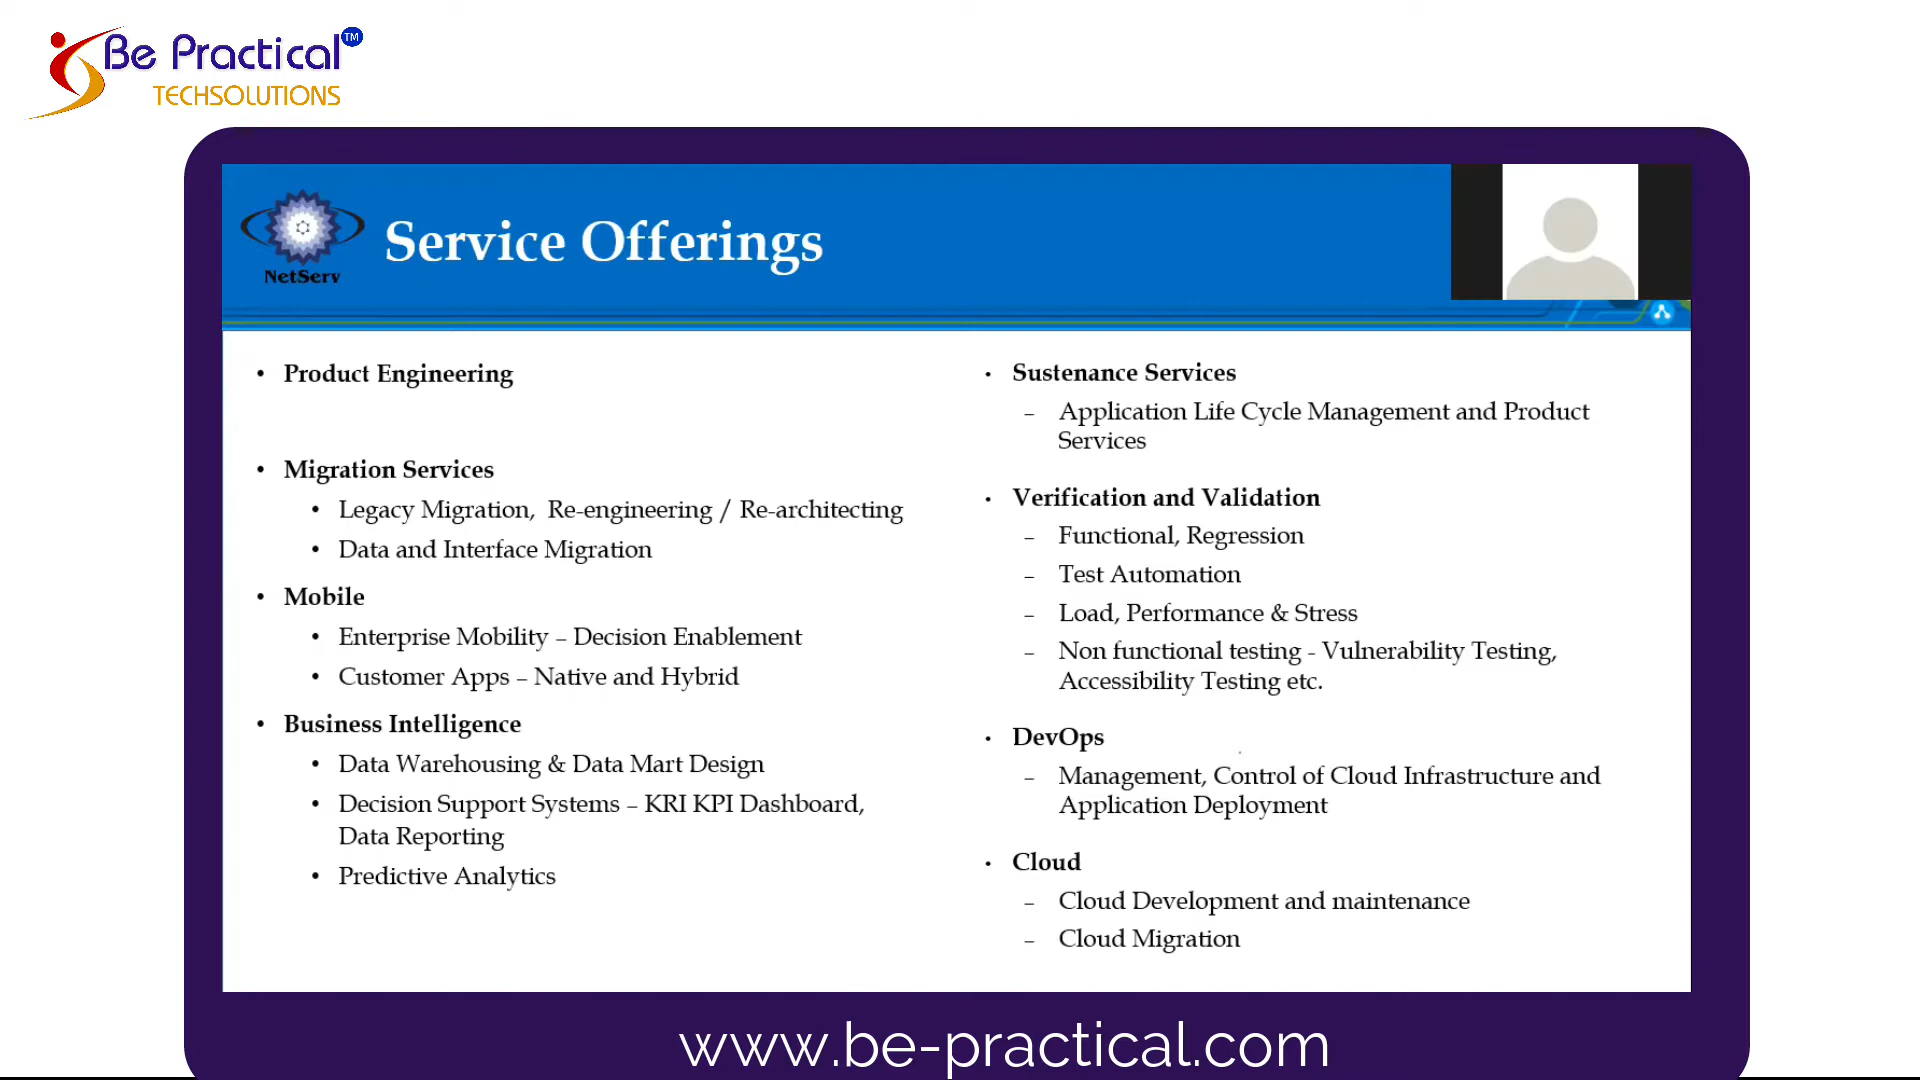 Be Practical TM
TECHSOLUTIONS
NetServ
Service Offerings
• Product Engineering
• Migration Services
• Legacy Migration, Re-engineering / Re-architecting
• Data and Interface Migration
• Mobile
• Enterprise Mobility – Decision Enablement
• Customer Apps – Native and Hybrid
• Business Intelligence
• Data Warehousing & Data Mart Design
• Decision Support Systems – KRI KPI Dashboard,
Data Reporting
• Predictive Analytics
• Sustenance Services
– Application Life Cycle Management and Product
Services
• Verification and Validation
– Functional, Regression
– Test Automation
– Load, Performance & Stress
– Non functional testing - Vulnerability Testing,
Accessibility Testing etc.
• DevOps
– Management, Control of Cloud Infrastructure and
Application Deployment
• Cloud
– Cloud Development and maintenance
– Cloud Migration
www.be-practical.com